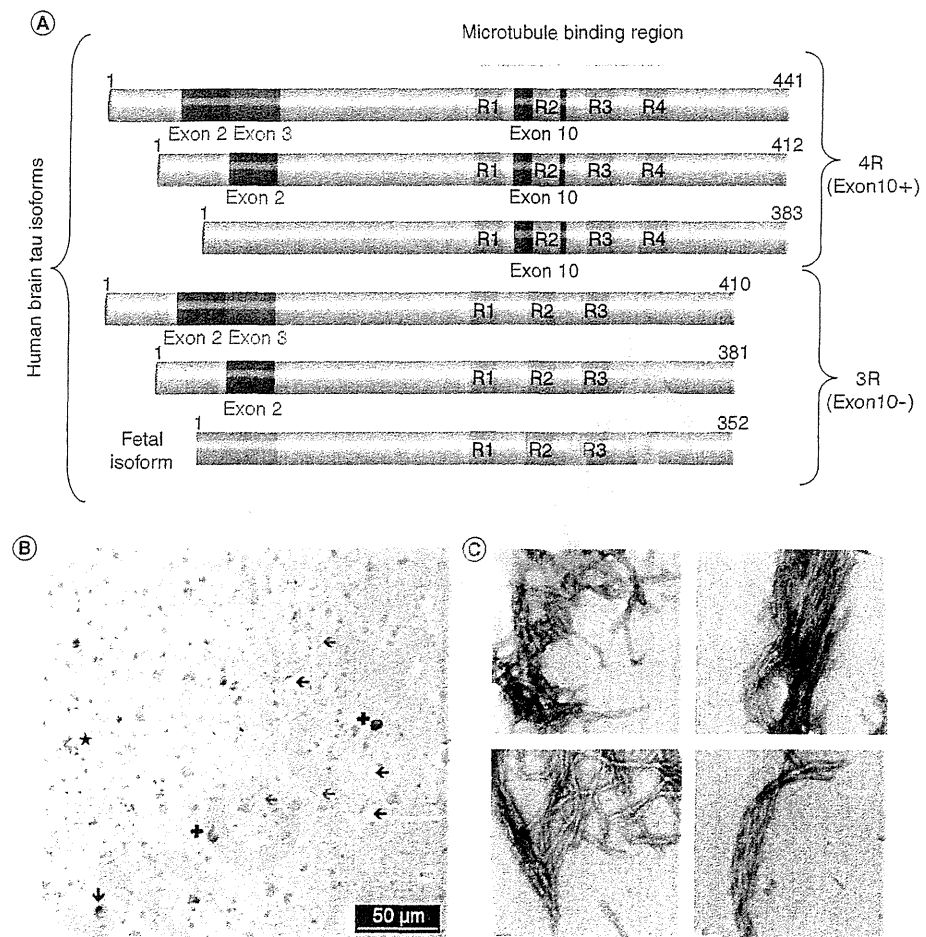 A
Microtubule binding region
Human brain tau isoforms
1 441
R1 R2 R3 R4
Exon 2 Exon 3 Exon 10
1 412
R1 R2 R3 R4
Exon 2 Exon 10
1 383
R1 R2 R3 R4
Exon 10
4R
(Exon10+)
1 410
R1 R2 R3
Exon 2 Exon 3
1 381
R1 R2 R3
Exon 2
1 352
Fetal
isoform
R1 R2 R3
3R
(Exon10-)
B
50 µm
C